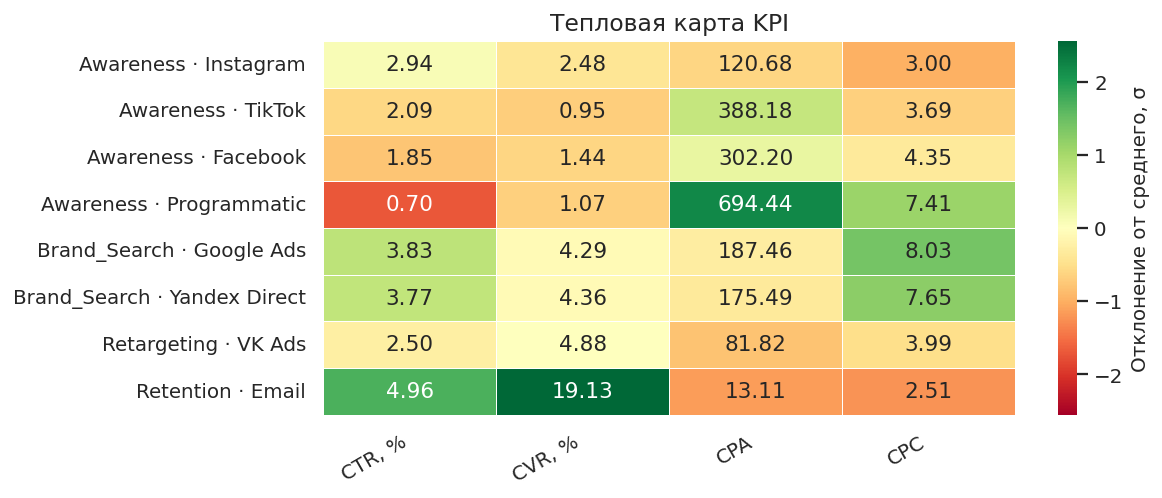 Тепловая карта KPI
Awareness · Instagram 2.94 2.48 120.68 3.00
Awareness · TikTok 2.09 0.95 388.18 3.69
Awareness · Facebook 1.85 1.44 302.20 4.35
Awareness · Programmatic 0.70 1.07 694.44 7.41
Brand_Search · Google Ads 3.83 4.29 187.46 8.03
Brand_Search · Yandex Direct 3.77 4.36 175.49 7.65
Retargeting · VK Ads 2.50 4.88 81.82 3.99
Retention · Email 4.96 19.13 13.11 2.51
CTR, % CVR, % CPA CPC
2
1
0
−1
−2
Отклонение от среднего, σ